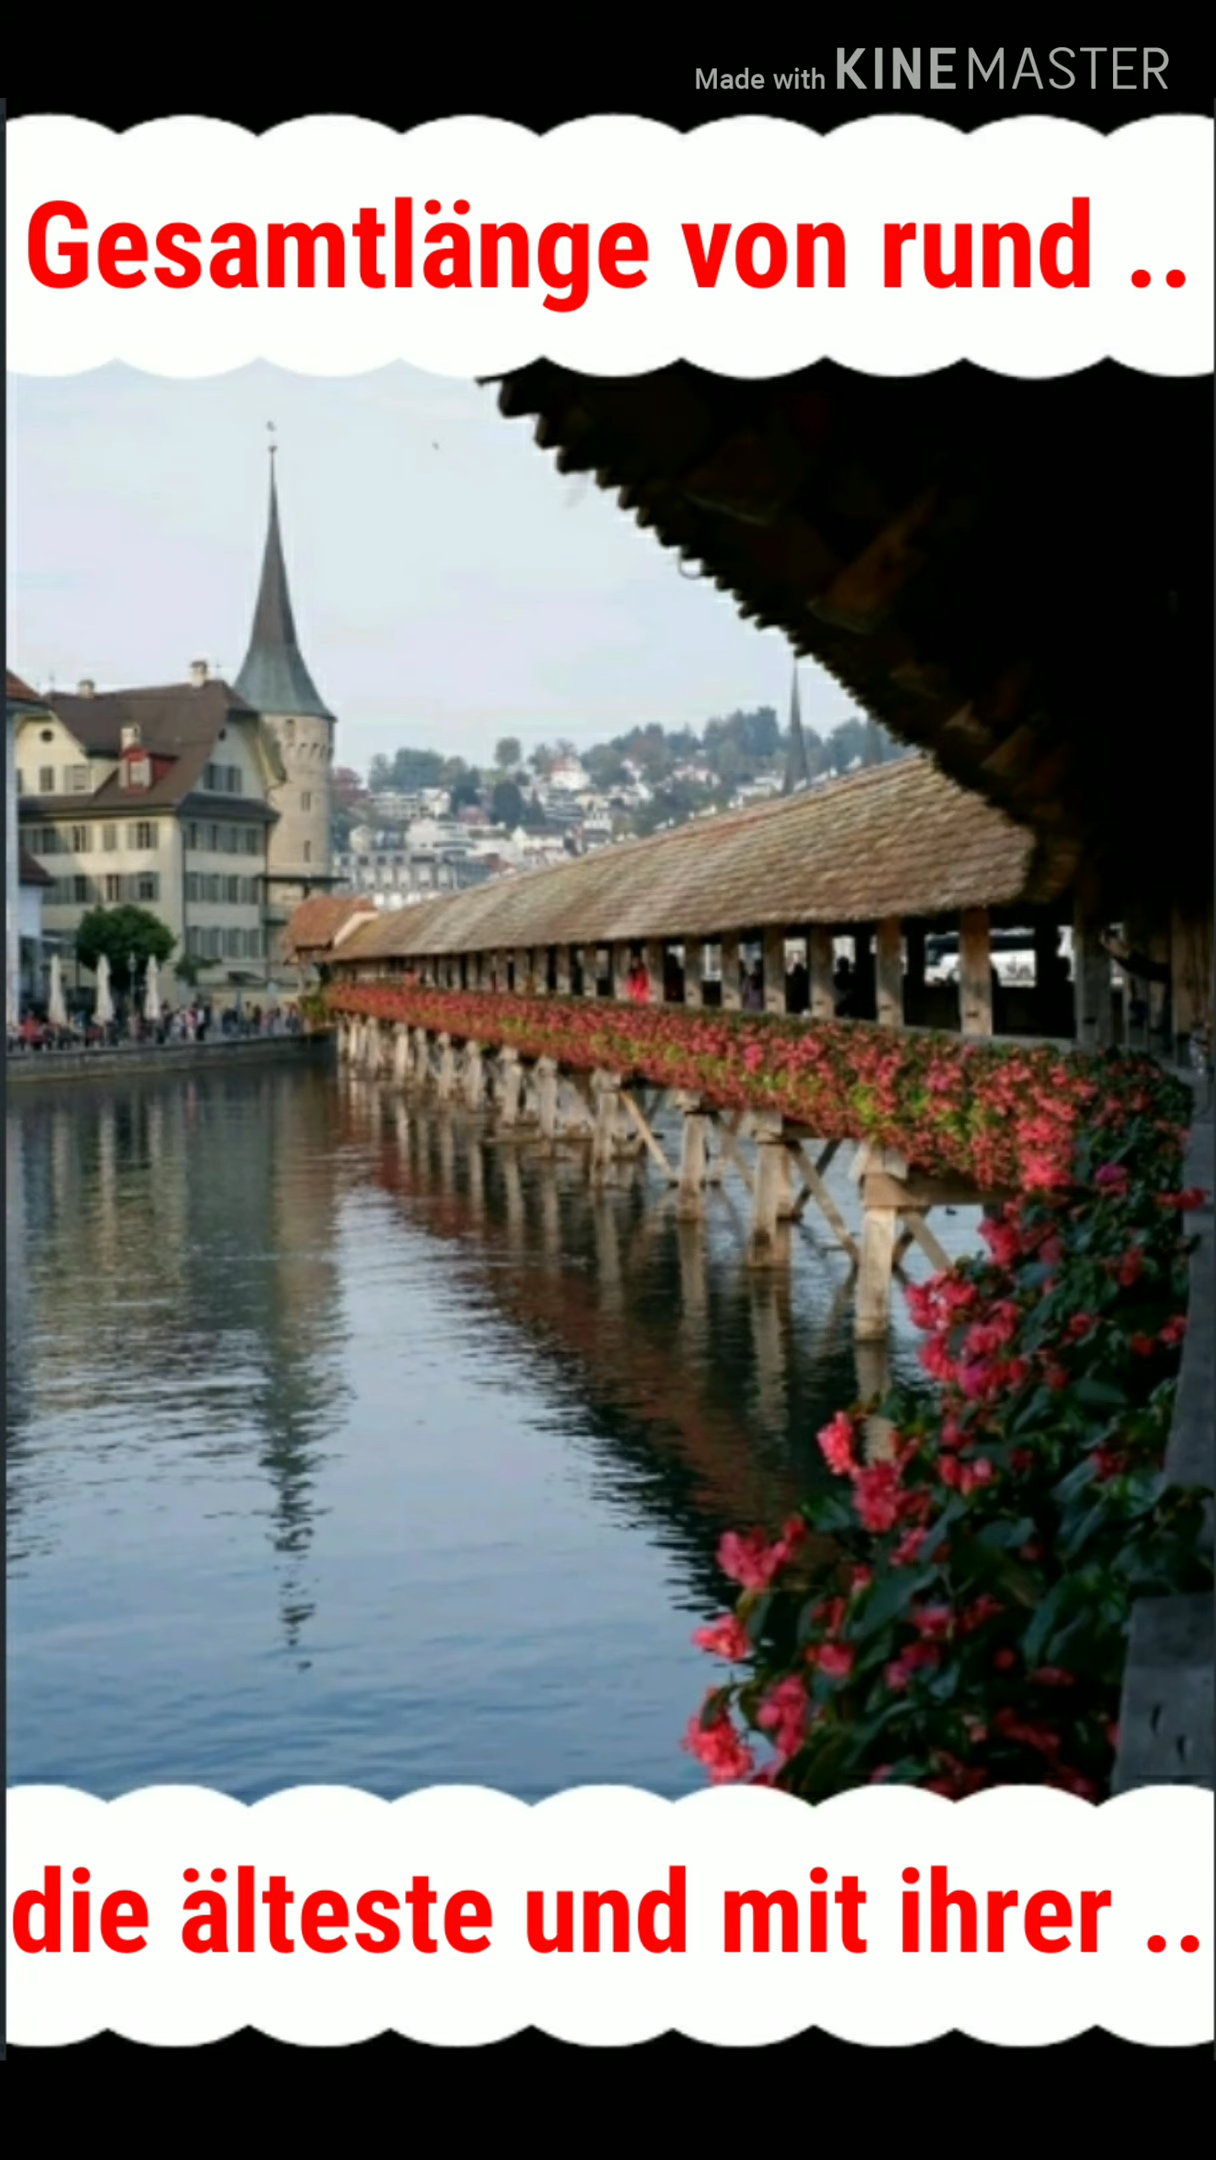 Made with KINEMASTER
Gesamtlänge von rund ..
die älteste und mit ihrer ..